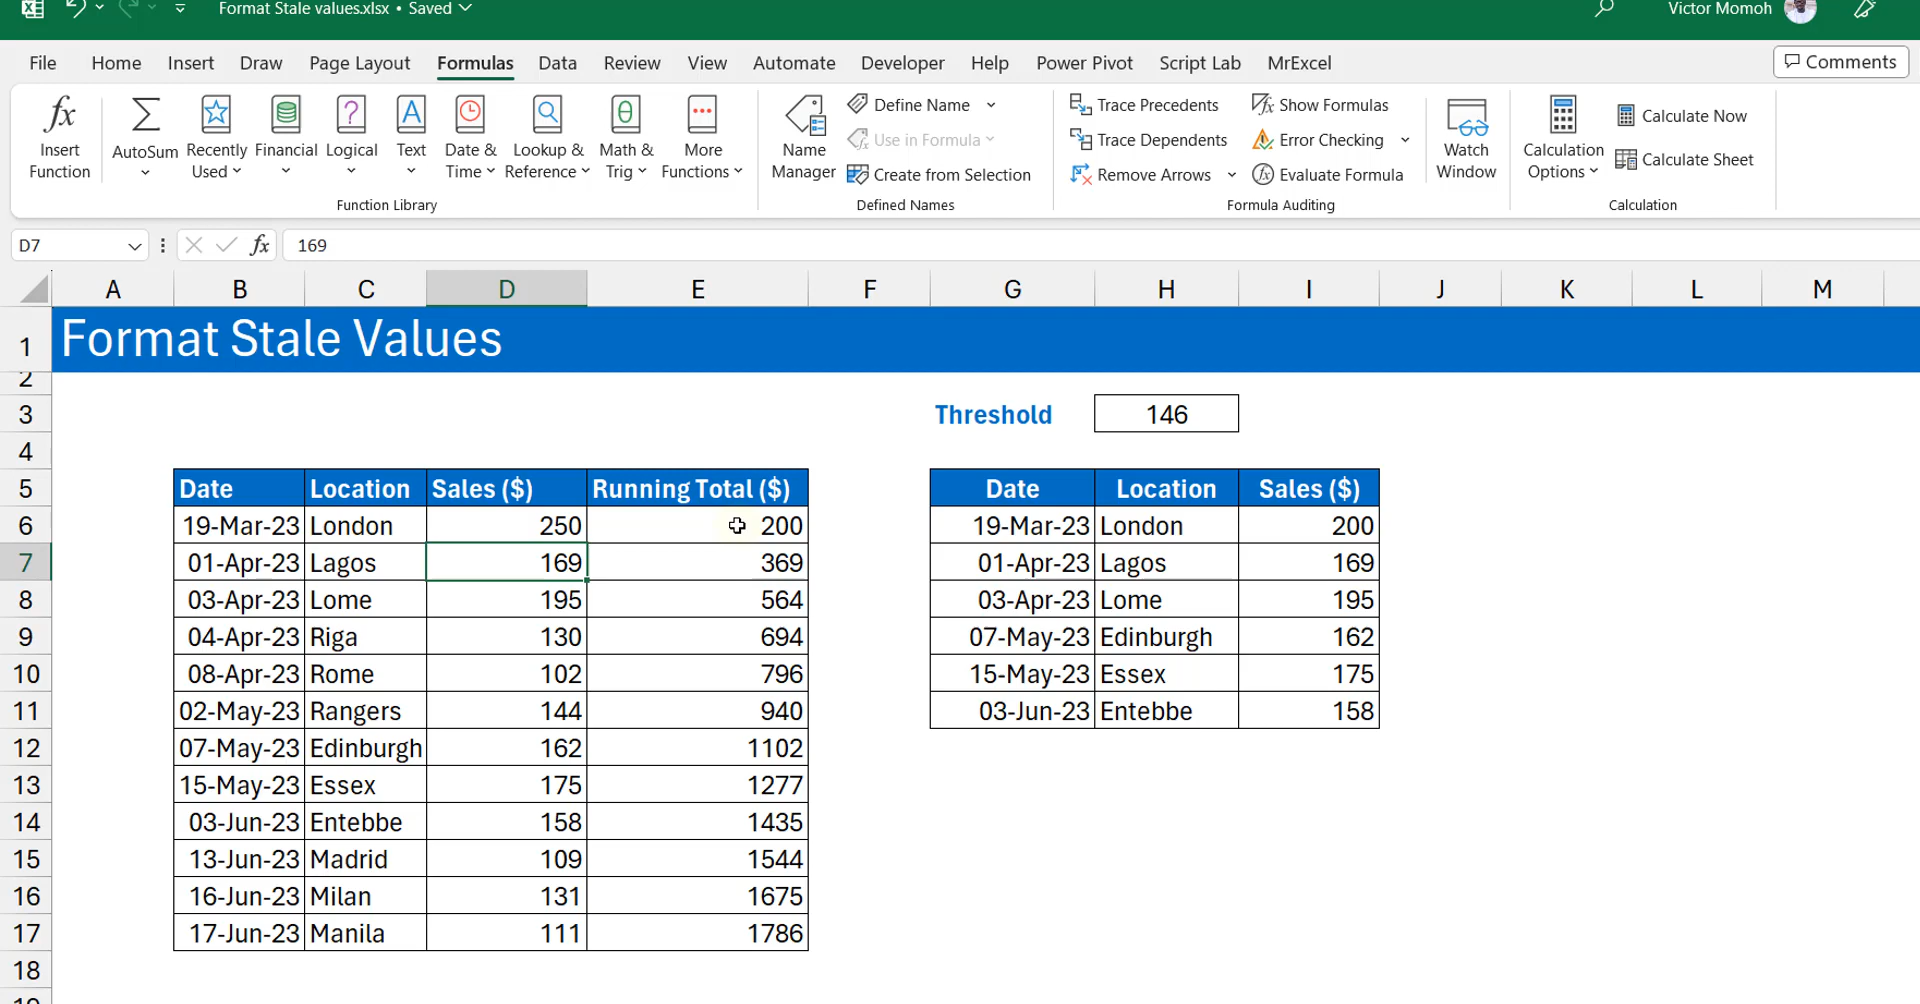 Format Stale values.xlsx • Saved
Victor Momoh
File Home Insert Draw Page Layout Formulas Data Review View Automate Developer Help Power Pivot Script Lab MrExcel Comments
Insert Function
AutoSum
Recently Used
Financial
Logical
Text
Date & Time
Lookup & Reference
Math & Trig
More Functions
Function Library
Name Manager
Define Name
Use in Formula
Create from Selection
Defined Names
Trace Precedents
Trace Dependents
Remove Arrows
Show Formulas
Error Checking
Evaluate Formula
Formula Auditing
Watch Window
Calculation Options
Calculate Now
Calculate Sheet
Calculation
D7 fx 169
A B C D E F G H I J K L M
1 Format Stale Values
2
3 Threshold 146
4
5 Date Location Sales ($) Running Total ($) Date Location Sales ($)
6 19-Mar-23 London 250 200 19-Mar-23 London 200
7 01-Apr-23 Lagos 169 369 01-Apr-23 Lagos 169
8 03-Apr-23 Lome 195 564 03-Apr-23 Lome 195
9 04-Apr-23 Riga 130 694 07-May-23 Edinburgh 162
10 08-Apr-23 Rome 102 796 15-May-23 Essex 175
11 02-May-23 Rangers 144 940 03-Jun-23 Entebbe 158
12 07-May-23 Edinburgh 162 1102
13 15-May-23 Essex 175 1277
14 03-Jun-23 Entebbe 158 1435
15 13-Jun-23 Madrid 109 1544
16 16-Jun-23 Milan 131 1675
17 17-Jun-23 Manila 111 1786
18